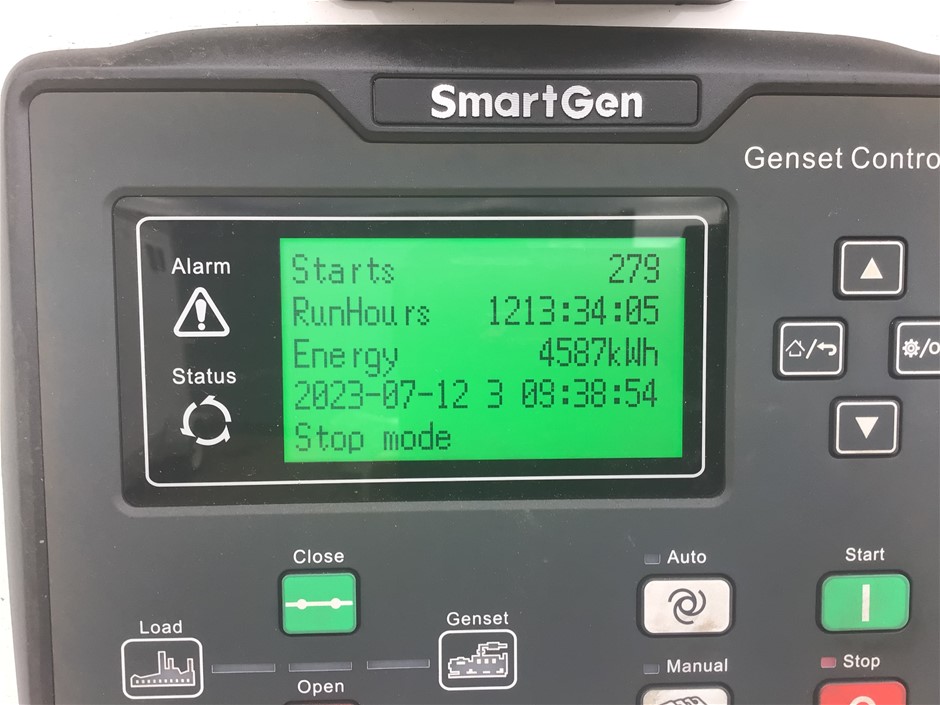 SmartGen
Genset Contro
Alarm
Status
Starts 279
RunHours 1213:34:05
Energy 4587kWh
2023-07-12 3 09:38:54
Stop mode
Close
Auto
Start
Load
Genset
Open
Manual
Stop